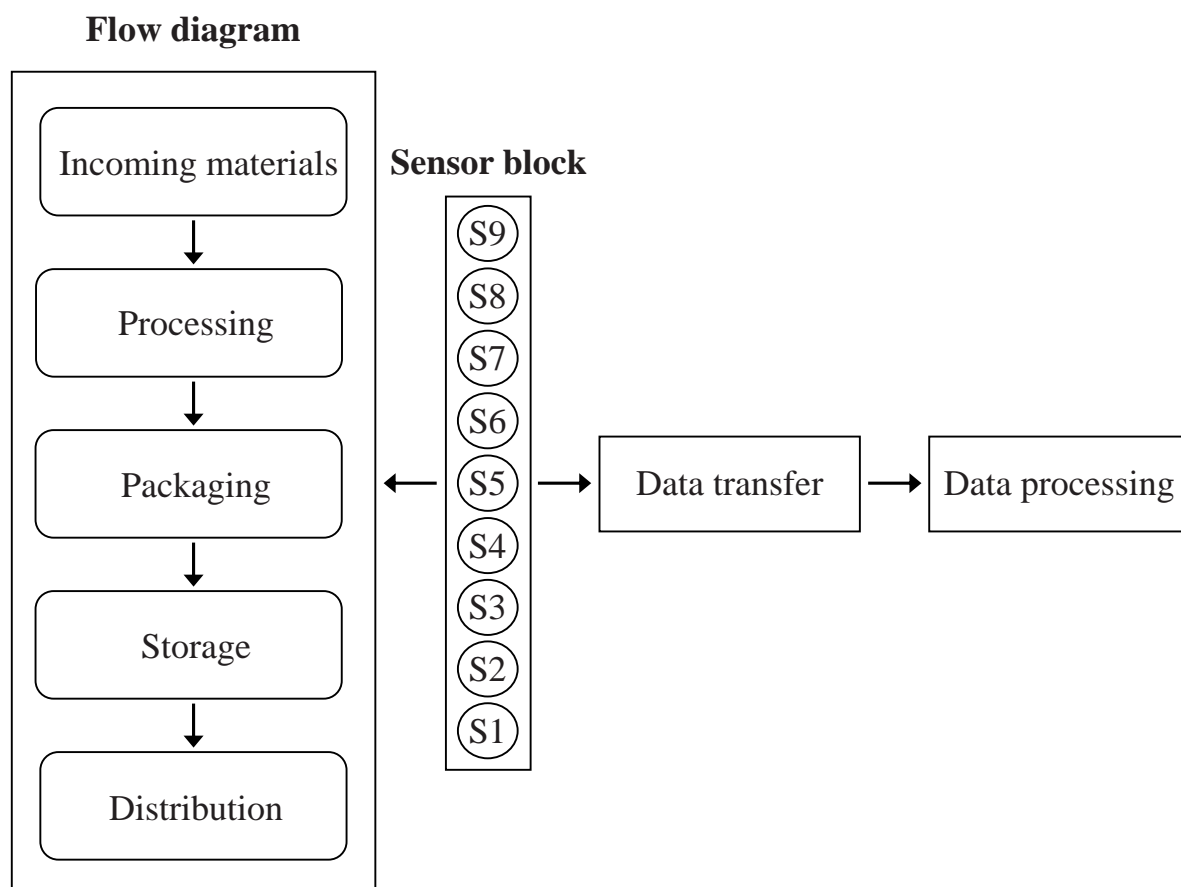 Flow diagram
Incoming materials
Processing
Packaging
Storage
Distribution
Sensor block
S9
S8
S7
S6
S5
S4
S3
S2
S1
Data transfer
Data processing